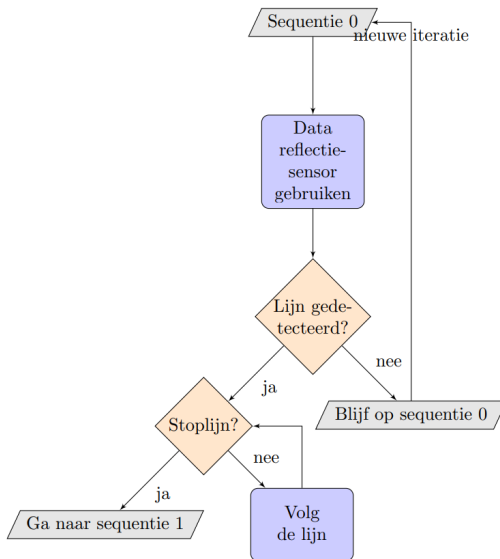 Sequentie 0
nieuwe iteratie
Data
reflectie-
sensor
gebruiken
Lijn gede-
tecteerd?
ja
nee
Stoplijn?
Blijf op sequentie 0
nee
ja
Ga naar sequentie 1
Volg
de lijn